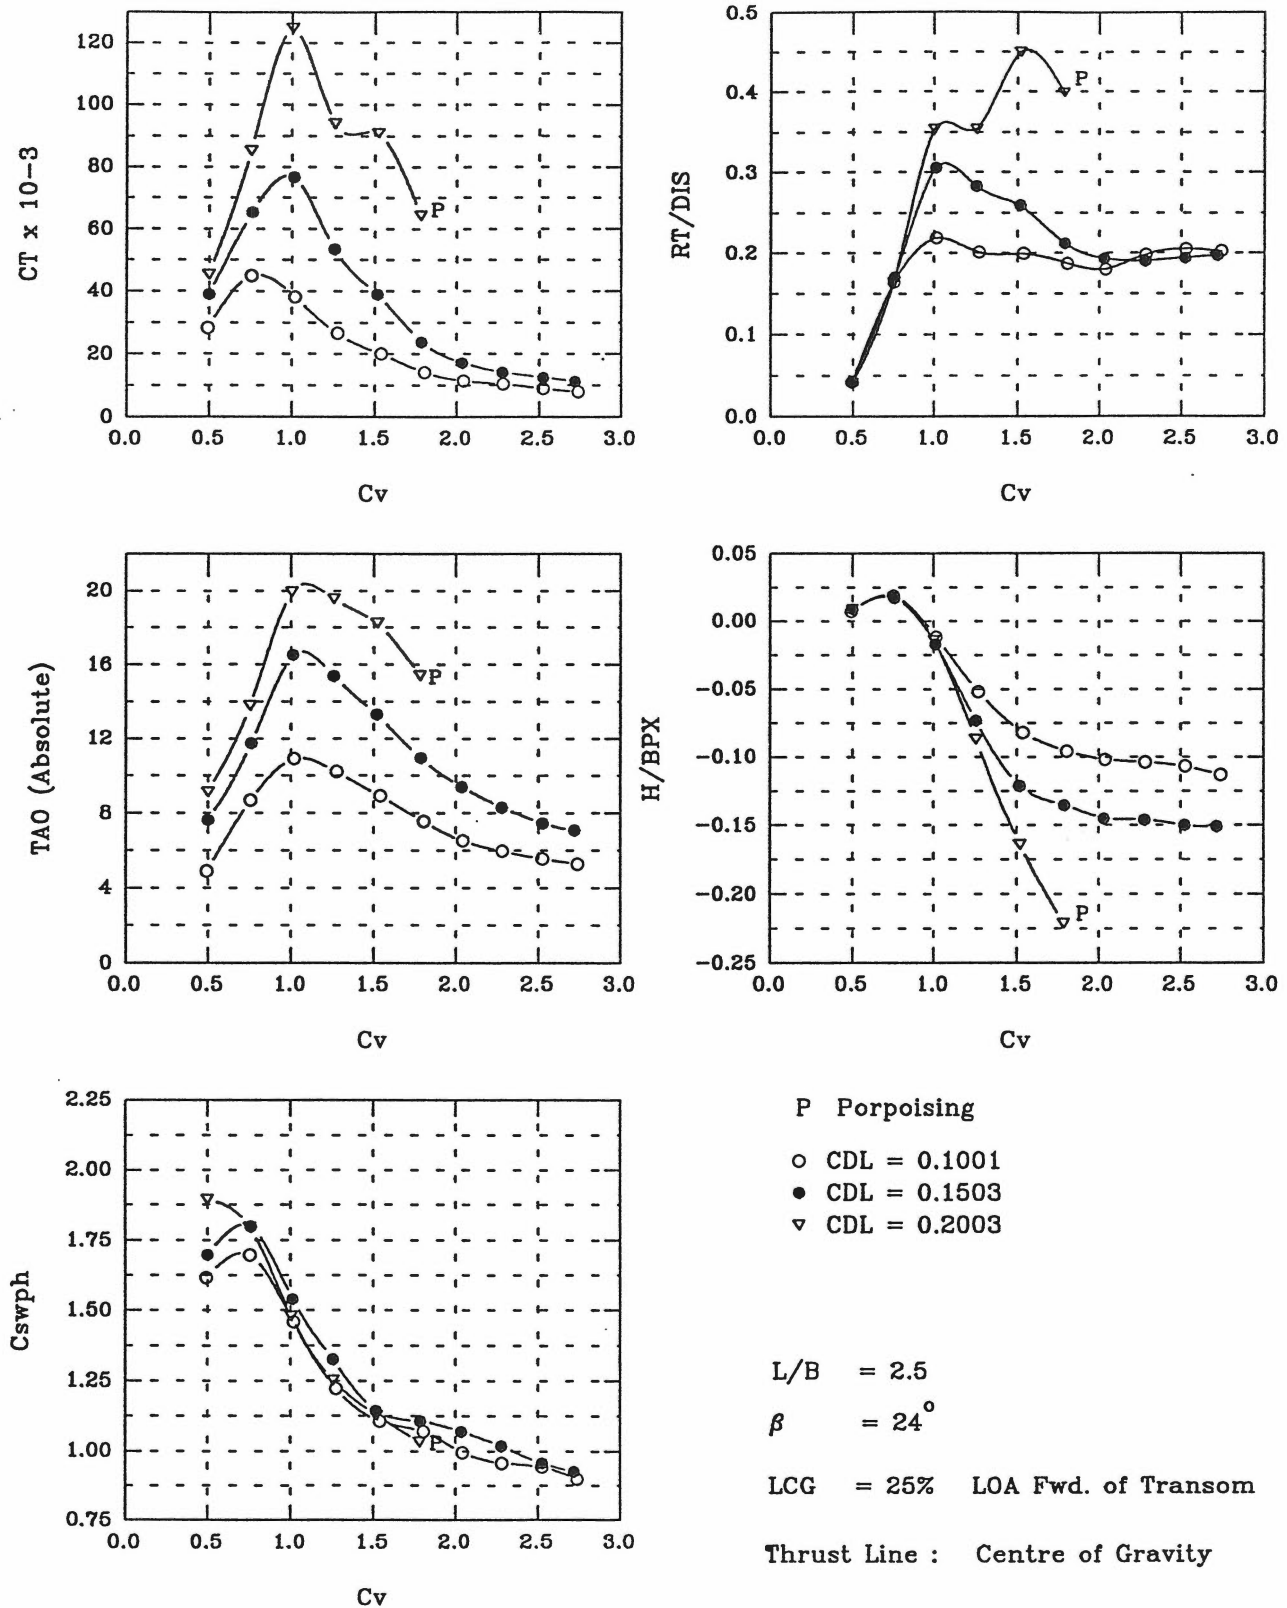 CT x 10-3
120
100
80
60
40
20
0
P
0.0 0.5 1.0 1.5 2.0 2.5 3.0
Cv
RT/DIS
0.5
0.4
0.3
0.2
0.1
0.0
P
0.0 0.5 1.0 1.5 2.0 2.5 3.0
Cv
TAO (Absolute)
20
16
12
8
4
0
P
0.0 0.5 1.0 1.5 2.0 2.5 3.0
Cv
H/BPX
0.05
0.00
-0.05
-0.10
-0.15
-0.20
-0.25
P
0.0 0.5 1.0 1.5 2.0 2.5 3.0
Cv
Cswph
2.25
2.00
1.75
1.50
1.25
1.00
0.75
P
0.0 0.5 1.0 1.5 2.0 2.5 3.0
Cv
P Porpoising
CDL = 0.1001
CDL = 0.1503
CDL = 0.2003
L/B = 2.5
β = 24°
LCG = 25% LOA Fwd. of Transom
Thrust Line : Centre of Gravity